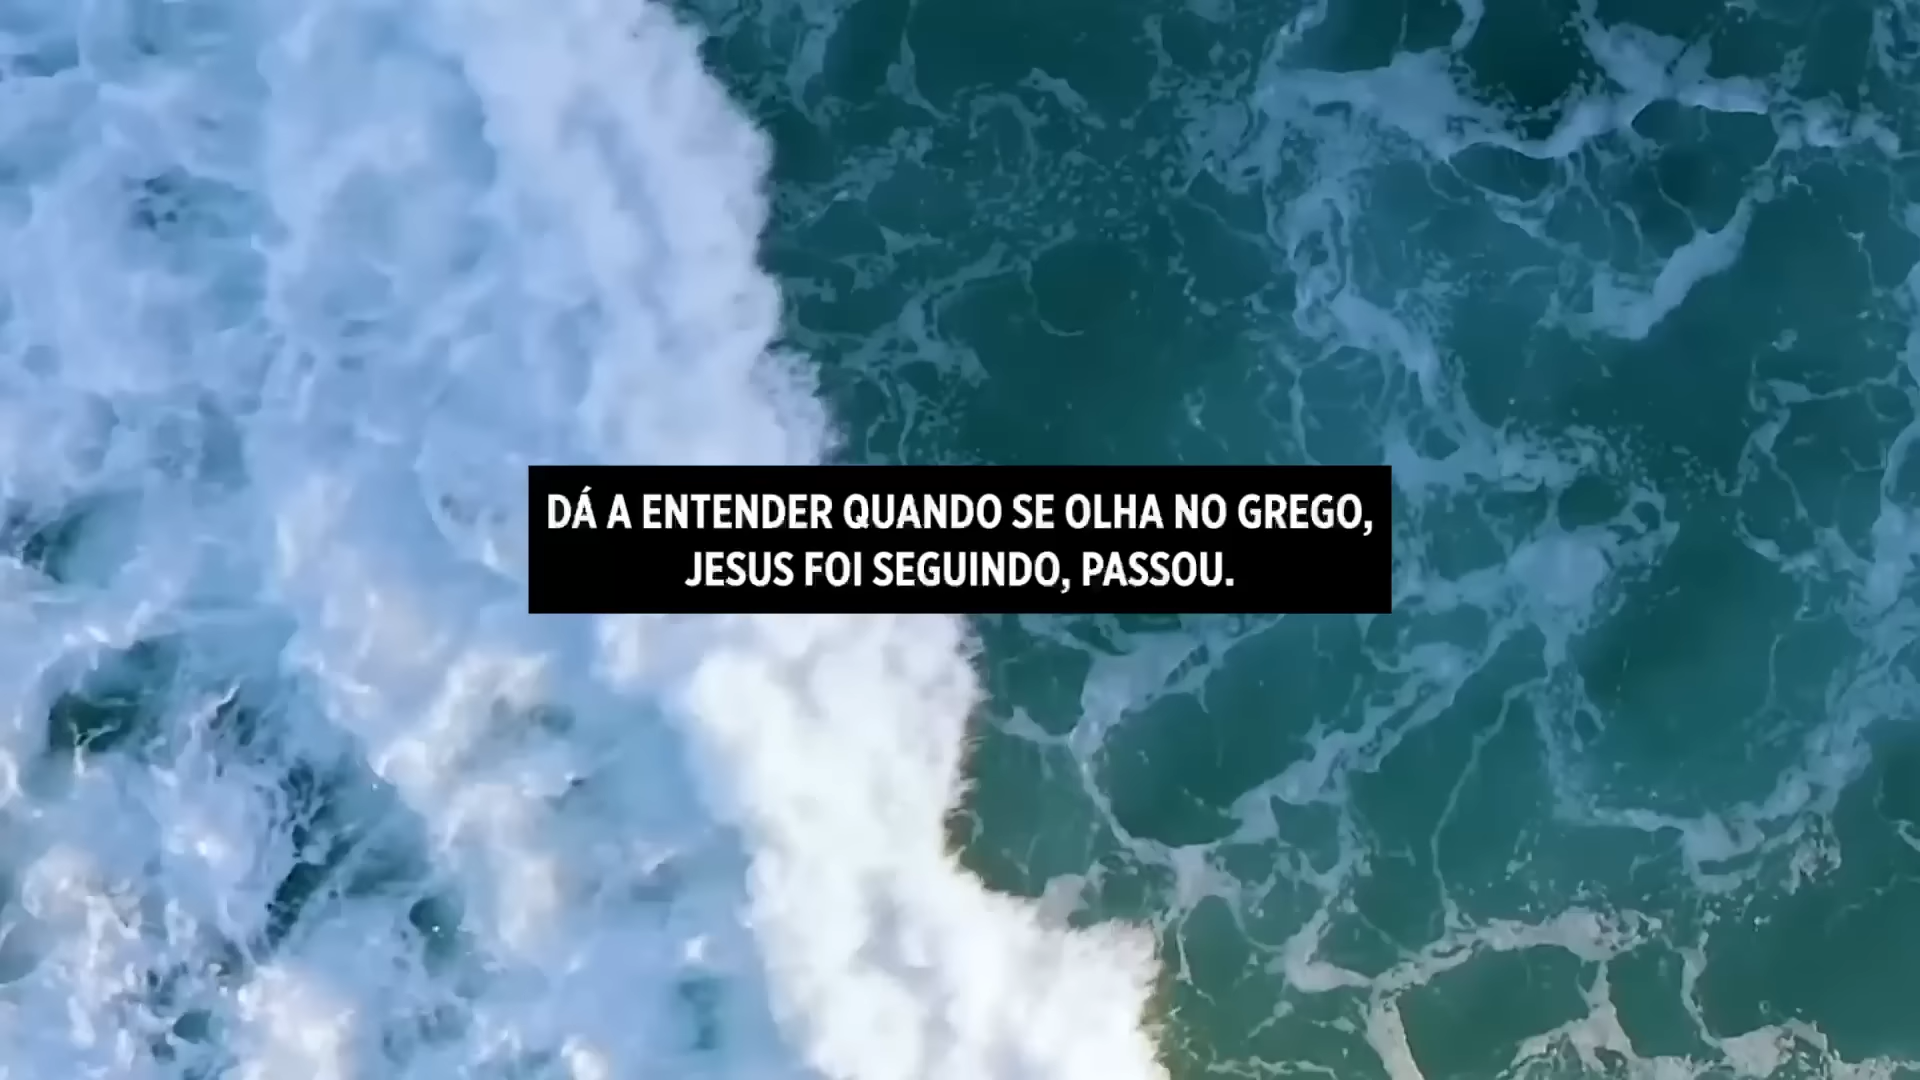 DÁ A ENTENDER QUANDO SE OLHA NO GREGO,
JESUS FOI SEGUINDO, PASSOU.